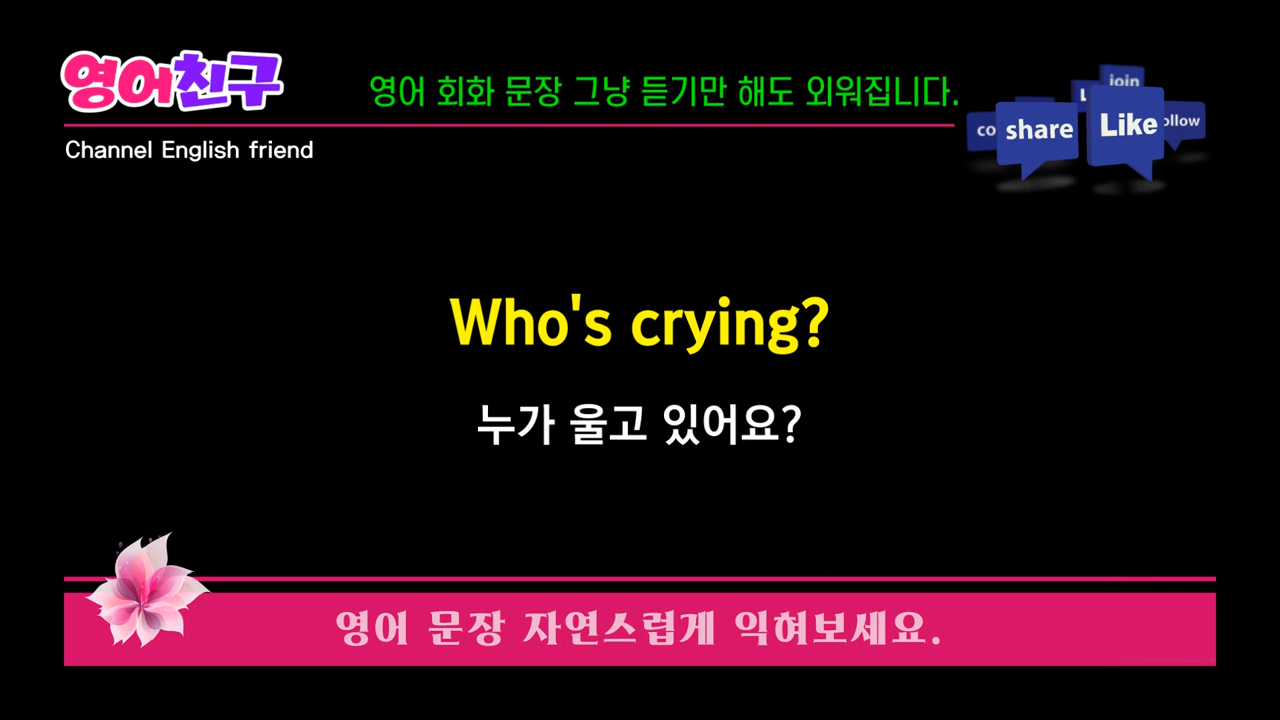 영어친구
영어 회화 문장 그냥 듣기만 해도 외워집니다.
Channel English friend
join
L
co
share
Like
ollow
Who's crying?
누가 울고 있어요?
영어 문장 자연스럽게 익혀보세요.